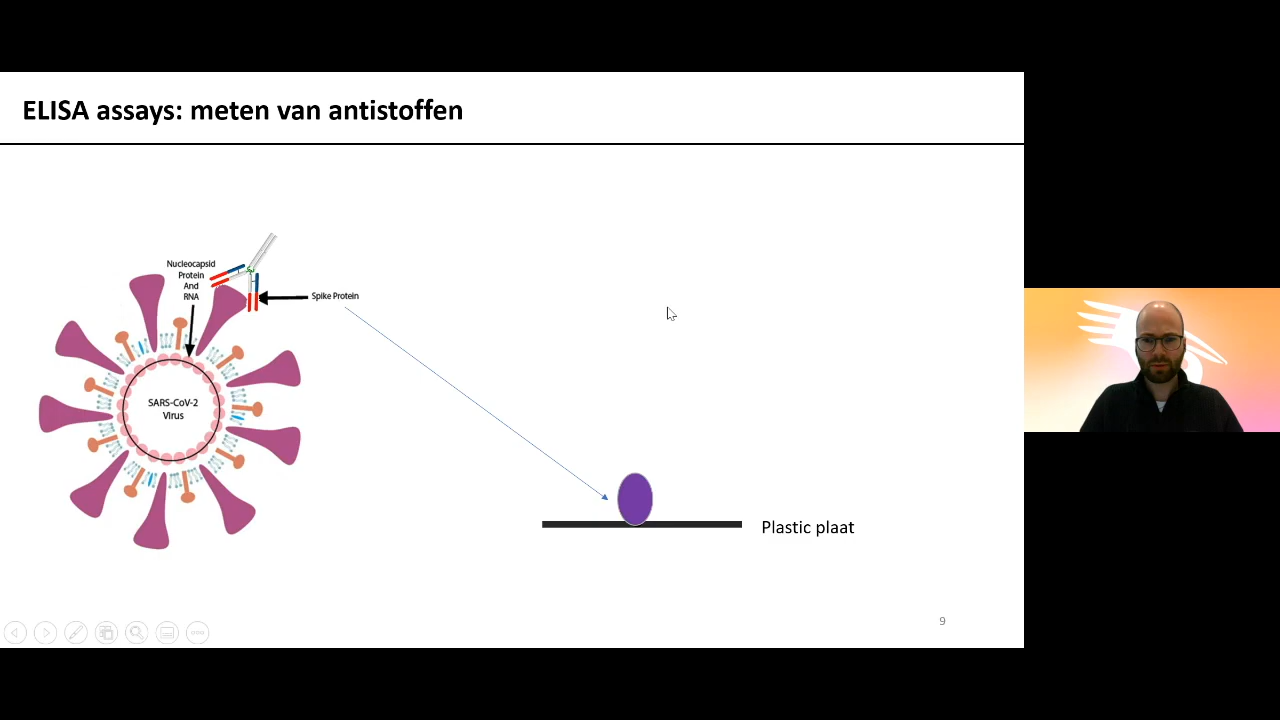 ELISA assays: meten van antistoffen
Nucleocapsid
Protein
And
RNA
Spike Protein
SARS-CoV-2
Virus
Plastic plaat
9